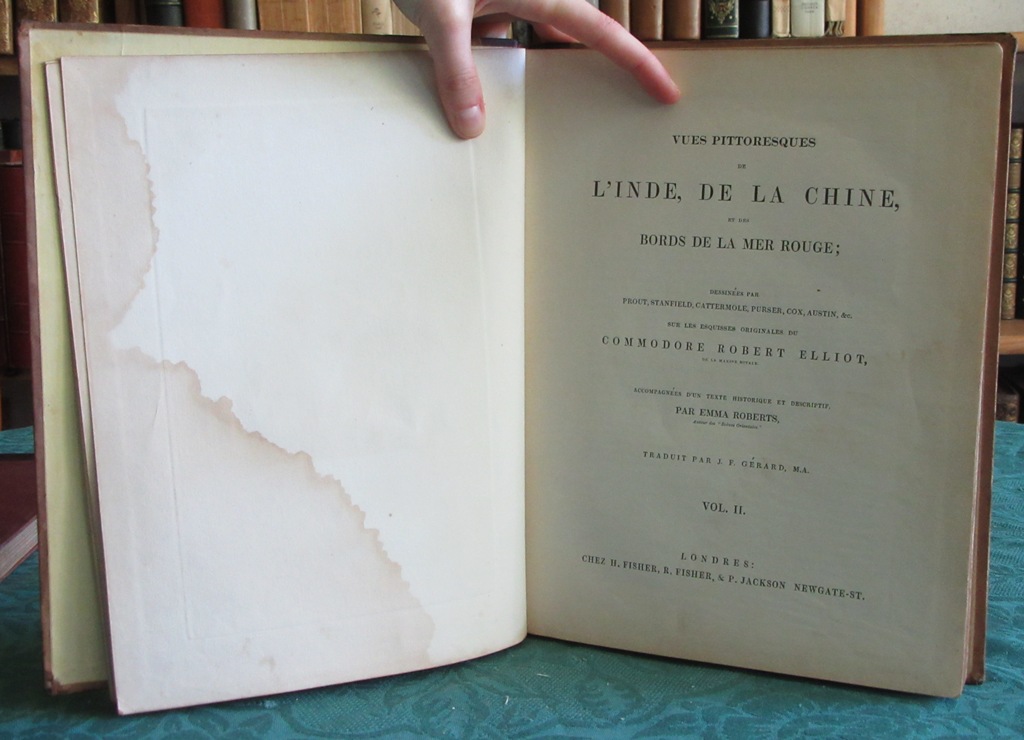 VUES PITTORESQUES
DE
L'INDE, DE LA CHINE,
ET DES
BORDS DE LA MER ROUGE;
DESSINÉES PAR
PROUT, STANFIELD, CATTERMOLE, PURSER, COX, AUSTIN, &c.
SUR LES ESQUISSES ORIGINALES DU
COMMODORE ROBERT ELLIOT,
DE LA MARINE ROYALE.
ACCOMPAGNÉES D'UN TEXTE HISTORIQUE ET DESCRIPTIF,
PAR EMMA ROBERTS,
TRADUIT PAR J. F. GÉRARD, M.A.
VOL. II.
LONDRES:
CHEZ H. FISHER, R. FISHER, & P. JACKSON NEWGATE-ST.